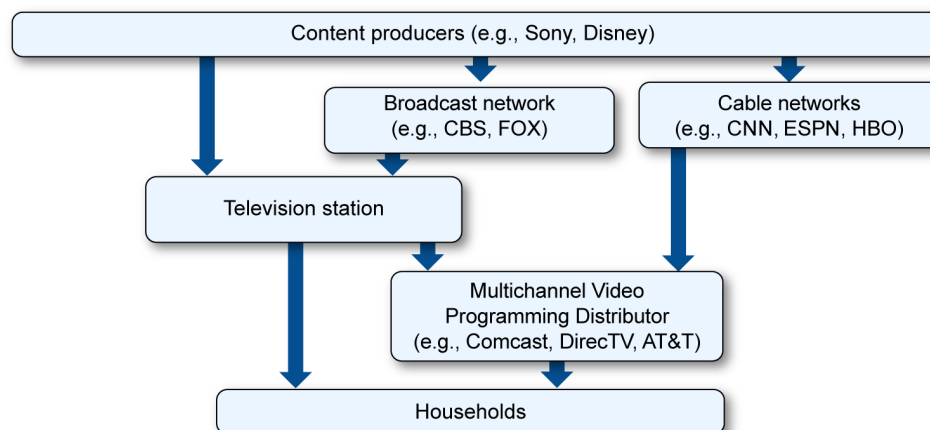 Content producers (e.g., Sony, Disney)
Broadcast network
(e.g., CBS, FOX)
Cable networks
(e.g., CNN, ESPN, HBO)
Television station
Multichannel Video
Programming Distributor
(e.g., Comcast, DirecTV, AT&T)
Households